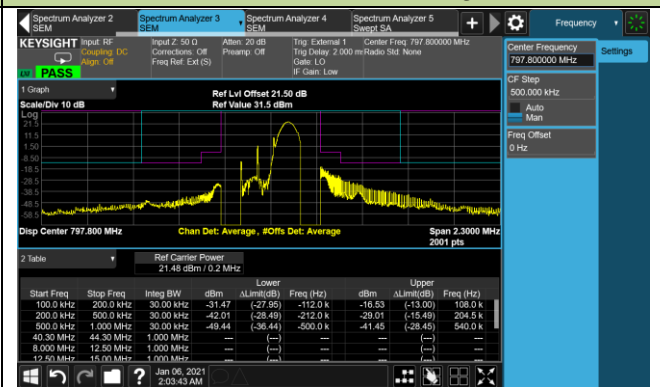 Spectrum Analyzer 2
SEM
Spectrum Analyzer 3
SEM
Spectrum Analyzer 4
SEM
Spectrum Analyzer 5
Swept SA
Frequency
KEYSIGHT
Input: RF
Coupling: DC
Align: Off
Input Z: 50 Ω
Corrections: Off
Freq Ref: Ext (S)
Atten: 20 dB
Preamp: Off
Trig: External 1
Trig Delay: 2.000 ms
Gate: LO
IF Gain: Low
Center Freq: 797.800000 MHz
Radio Std: None
PASS
Center Frequency
797.800000 MHz
Settings
CF Step
500.000 kHz
Auto
Man
Freq Offset
0 Hz
1 Graph
Ref Lvl Offset 21.50 dB
Scale/Div 10 dB
Ref Value 31.5 dBm
Log
21.5
11.5
1.50
-8.50
-18.5
-28.5
-38.5
-48.5
-58.5
Disp Center 797.800 MHz
Chan Det: Average, #Offs Det: Average
Span 2.3000 MHz
2001 pts
2 Table
Ref Carrier Power
21.48 dBm / 0.2 MHz
Lower Upper
Start Freq Stop Freq Integ BW dBm ΔLimit(dB) Freq (Hz) dBm ΔLimit(dB) Freq (Hz)
100.0 kHz 200.0 kHz 30.00 kHz -31.47 (-27.95) -112.0 k -16.53 (-13.00) 108.0 k
200.0 kHz 500.0 kHz 30.00 kHz -42.01 (-28.49) -212.0 k -29.01 (-15.49) 204.5 k
500.0 kHz 1.000 MHz 30.00 kHz -49.44 (-36.44) -500.0 k -41.45 (-28.45) 540.0 k
40.30 MHz 44.30 MHz 1.000 MHz --- (---) --- --- (---) ---
8.000 MHz 12.50 MHz 1.000 MHz --- (---) --- --- (---) ---
12.50 MHz 15.00 MHz 1.000 MHz --- (---) --- --- (---) ---
Jan 06, 2021
2:03:43 AM